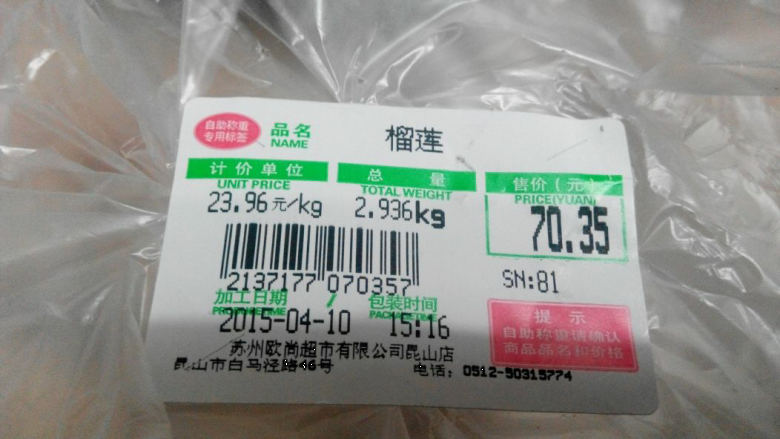 自助称重
专用标签
品名
NAME
榴莲
计价单位
UNIT PRICE
总 量
TOTAL WEIGHT
售价(元)
PRICE(YUAN)
23.96元/kg
2.936kg
70.35
2137177 070357
SN:81
加工日期 / 包装时间
PRODUCE TIME
PACKAGE TIME
2015-04-10 15:16
提 示
自助称重请确认
商品品名和价格
苏州欧尚超市有限公司昆山店
昆山市白马泾路 号
电话: 0512-50315774